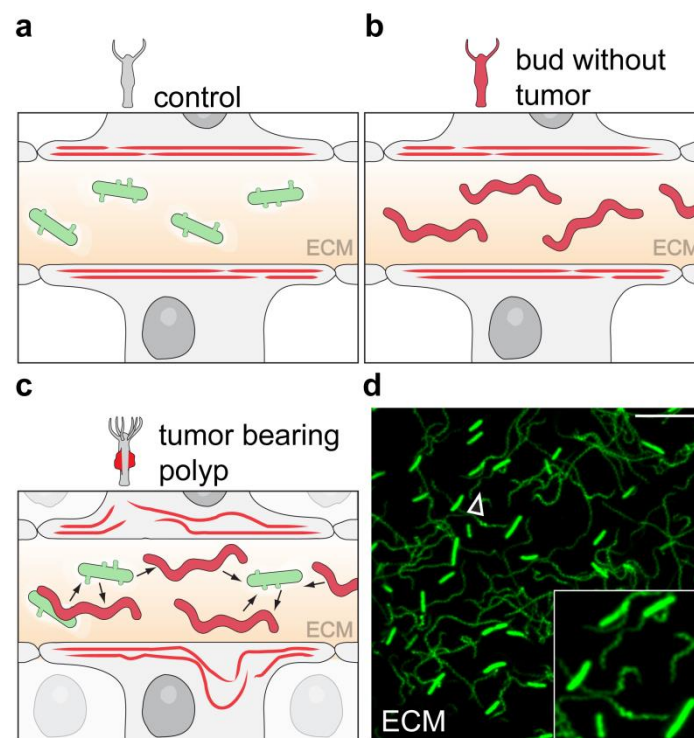 a
control
ECM
b
bud without
tumor
ECM
c
tumor bearing
polyp
ECM
d
ECM